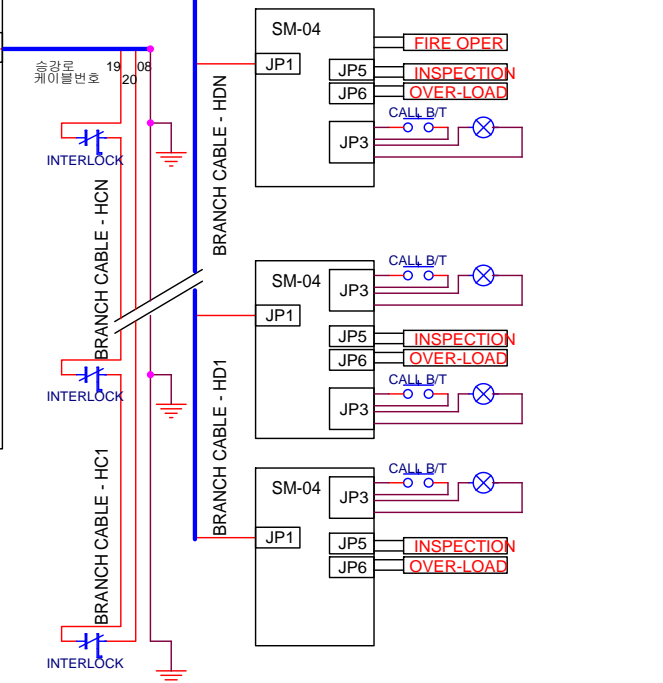 승강로
케이블번호
19
20
08
INTERLOCK
BRANCH CABLE - HCN
INTERLOCK
BRANCH CABLE - HC1
INTERLOCK
BRANCH CABLE - HDN
BRANCH CABLE - HD1
SM-04
JP1
FIRE OPER
JP5
INSPECTION
JP6
OVER-LOAD
CALL B/T
JP3
SM-04
CALL B/T
JP3
JP1
JP5
INSPECTION
JP6
OVER-LOAD
CALL B/T
JP3
SM-04
CALL B/T
JP3
JP1
JP5
INSPECTION
JP6
OVER-LOAD